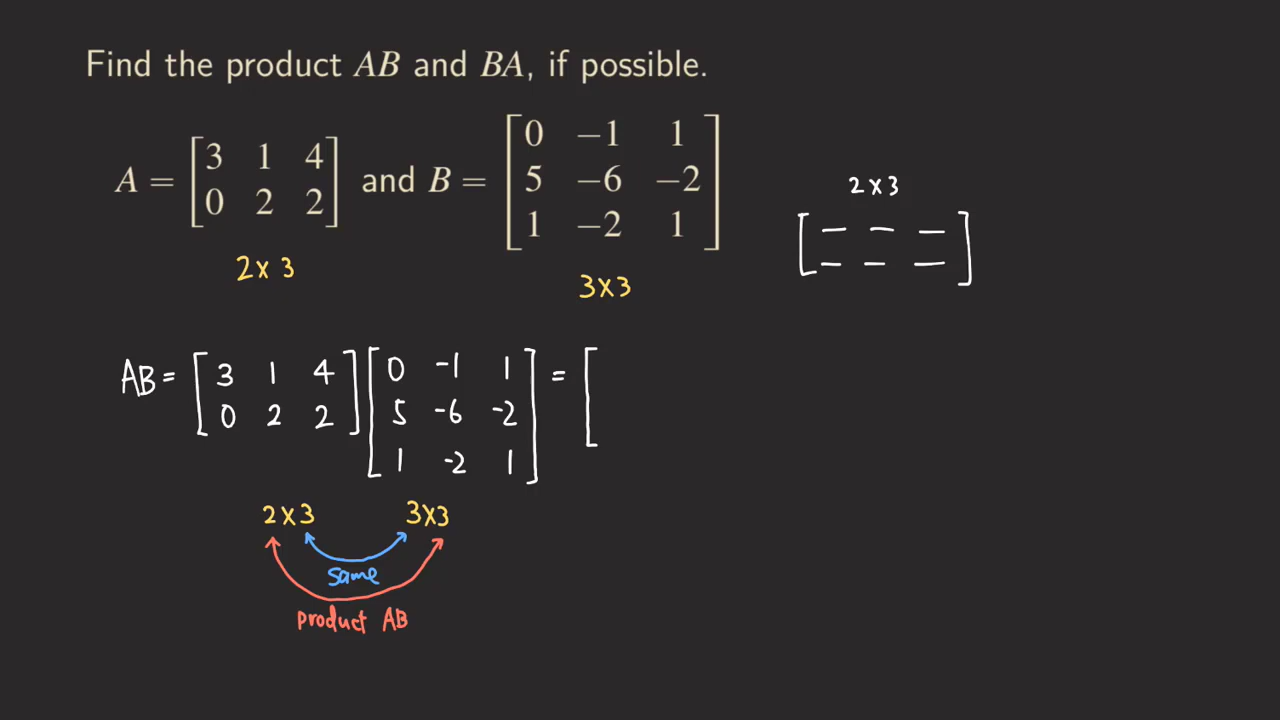 Find the product AB and BA, if possible.
A = [3 1 4
0 2 2] and B = [0 −1 1
5 −6 −2
1 −2 1]
2x3
3x3
2x3
[– – –
– – –]
AB = [3 1 4
0 2 2] [0 -1 1
5 -6 -2
1 -2 1] = [
2x3 3x3
same
product AB